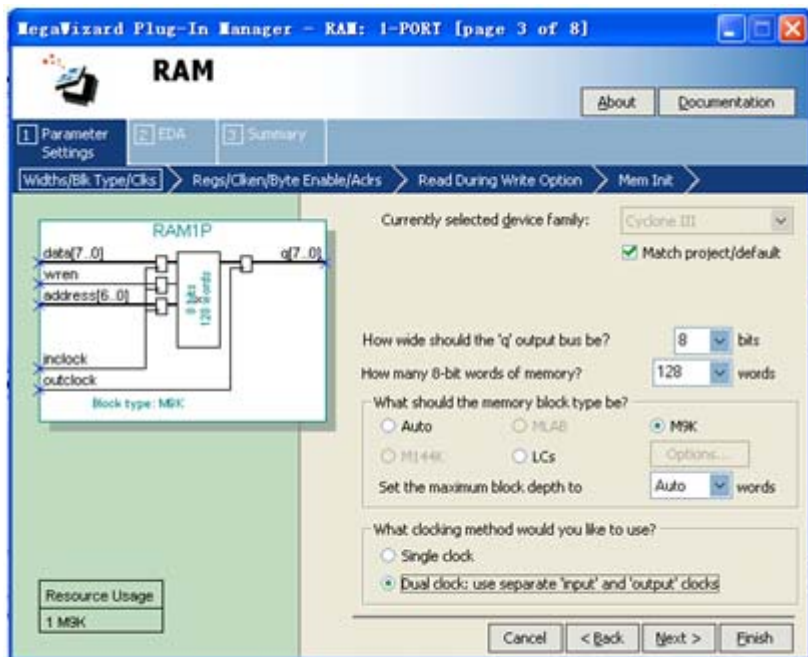 MegaWizard Plug-In Manager - RAM: 1-PORT [page 3 of 8]
RAM
About
Documentation
1 Parameter Settings
2 EDA
3 Summary
Widths/Blk Type/Clks
Regs/Clken/Byte Enable/Aclrs
Read During Write Option
Mem Init
RAM1P
data[7..0]
wren
address[6..0]
inclock
outclock
8 bits
128 words
q[7..0]
Block type: M9K
Currently selected device family:
Cyclone III
Match project/default
How wide should the 'q' output bus be?
8
bits
How many 8-bit words of memory?
128
words
What should the memory block type be?
Auto
MLAB
M9K
M144K
LCs
Options...
Set the maximum block depth to
Auto
words
What clocking method would you like to use?
Single clock
Dual clock: use separate 'input' and 'output' clocks
Resource Usage
1 M9K
Cancel
< Back
Next >
Finish